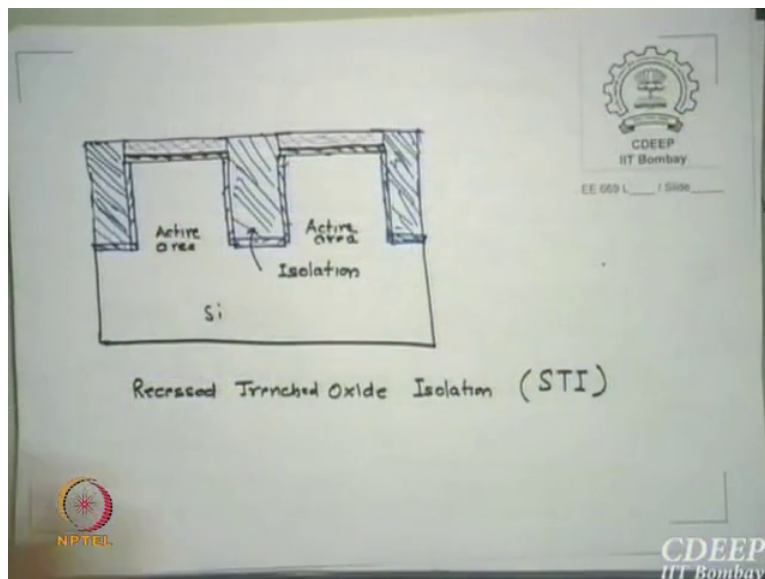 CDEEP
IIT Bombay
EE 669 L____ / Slide_____
Active
area
Active
area
Isolation
Si
Recessed Trenched Oxide Isolation (STI)
NPTEL
CDEEP
IIT Bombay